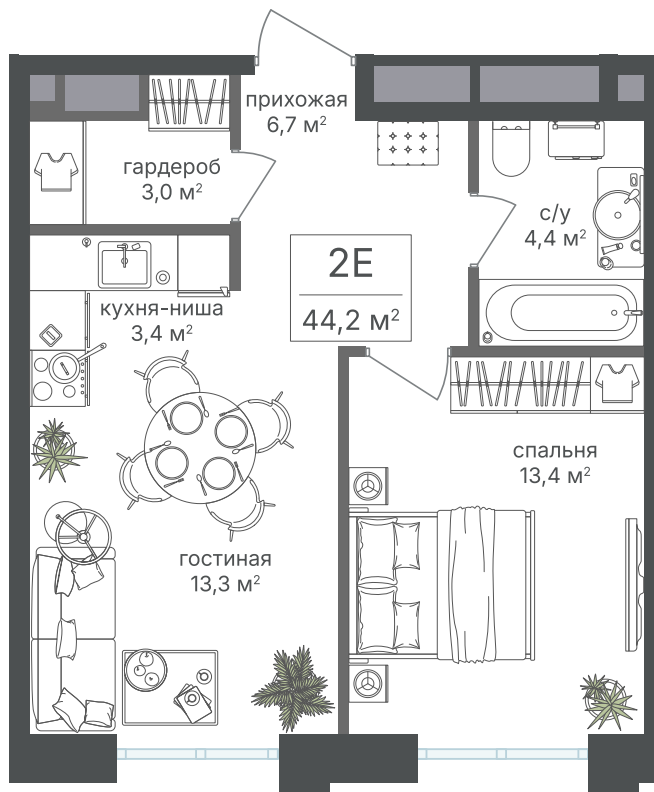 прихожая
6,7 м²
гардероб
3,0 м²
с/у
4,4 м²
2Е
44,2 м²
кухня-ниша
3,4 м²
спальня
13,4 м²
гостиная
13,3 м²